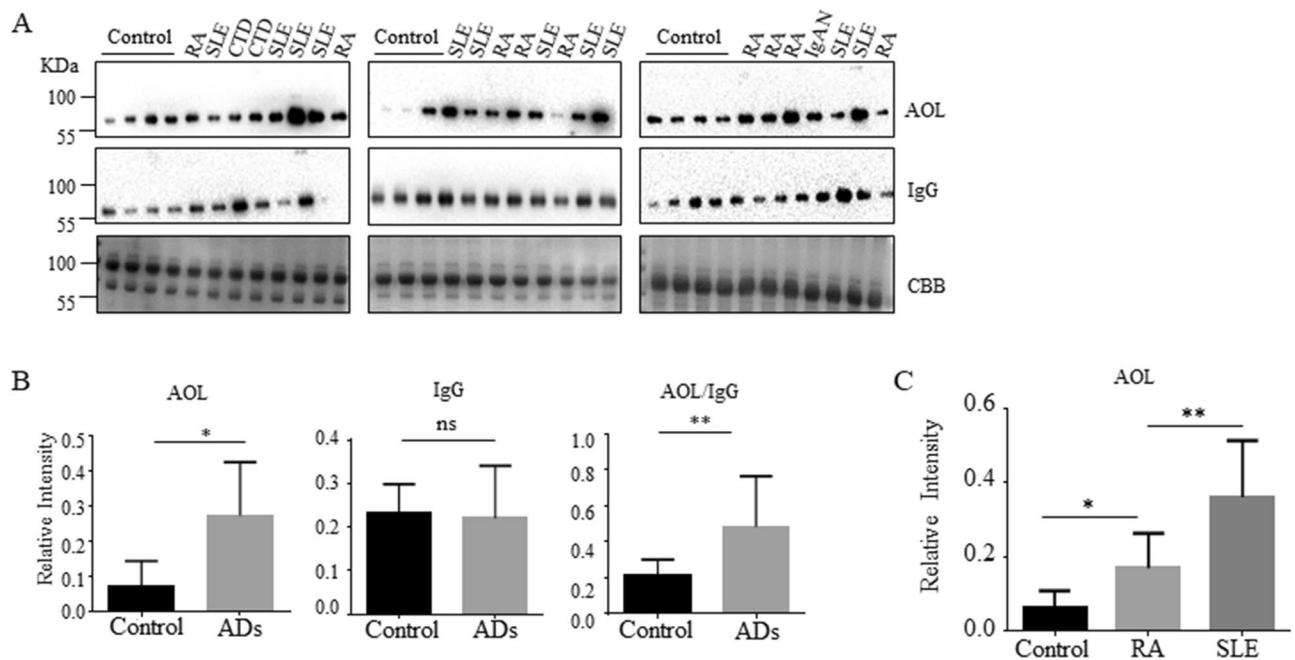 A
Control RA SLE CTD CTD SLE SLE SLE RA
Control SLE SLE RA RA SLE RA SLE SLE
Control RA RA RA IgAN SLE SLE RA
KDa
100
55
AOL
100
55
IgG
100
55
CBB
B
AOL
Relative Intensity
0.5
0.4
0.3
0.2
0.1
0.0
*
Control ADs
IgG
0.4
0.3
0.2
0.1
0.0
ns
Control ADs
AOL/IgG
1.0
0.8
0.6
0.4
0.2
0.0
**
Control ADs
C
AOL
Relative Intensity
0.6
0.4
0.2
0.0
*
**
Control RA SLE